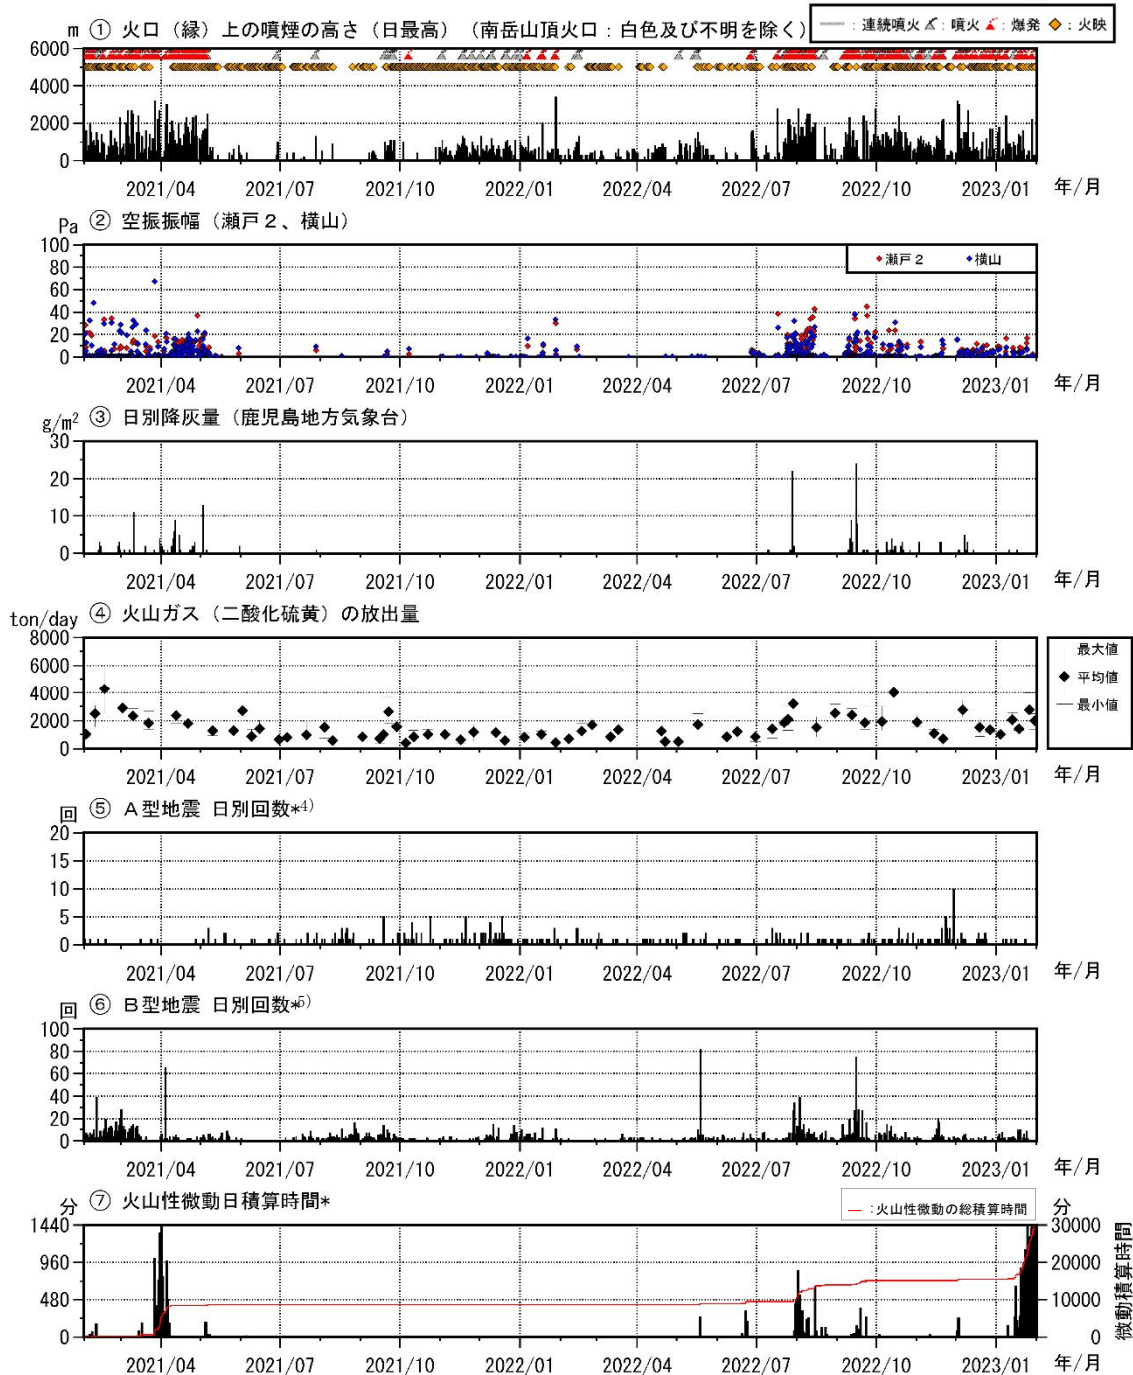 m ① 火口（縁）上の噴煙の高さ（日最高）（南岳山頂火口：白色及び不明を除く）
：連続噴火 ：噴火 ：爆発 ：火映
6000
4000
2000
0
2021/04 2021/07 2021/10 2022/01 2022/04 2022/07 2022/10 2023/01 年/月
Pa ② 空振振幅（瀬戸２、横山）
瀬戸２ 横山
100
80
60
40
20
0
2021/04 2021/07 2021/10 2022/01 2022/04 2022/07 2022/10 2023/01 年/月
g/m² ③ 日別降灰量（鹿児島地方気象台）
30
20
10
0
2021/04 2021/07 2021/10 2022/01 2022/04 2022/07 2022/10 2023/01 年/月
ton/day ④ 火山ガス（二酸化硫黄）の放出量
最大値
平均値
最小値
8000
6000
4000
2000
0
2021/04 2021/07 2021/10 2022/01 2022/04 2022/07 2022/10 2023/01 年/月
回 ⑤ Ａ型地震 日別回数*4)
20
15
10
5
0
2021/04 2021/07 2021/10 2022/01 2022/04 2022/07 2022/10 2023/01 年/月
回 ⑥ Ｂ型地震 日別回数*5)
100
80
60
40
20
0
2021/04 2021/07 2021/10 2022/01 2022/04 2022/07 2022/10 2023/01 年/月
分 ⑦ 火山性微動日積算時間* 分
：火山性微動の総積算時間
1440 30000
960 20000
480 10000
0 0
微動積算時間
2021/04 2021/07 2021/10 2022/01 2022/04 2022/07 2022/10 2023/01 年/月